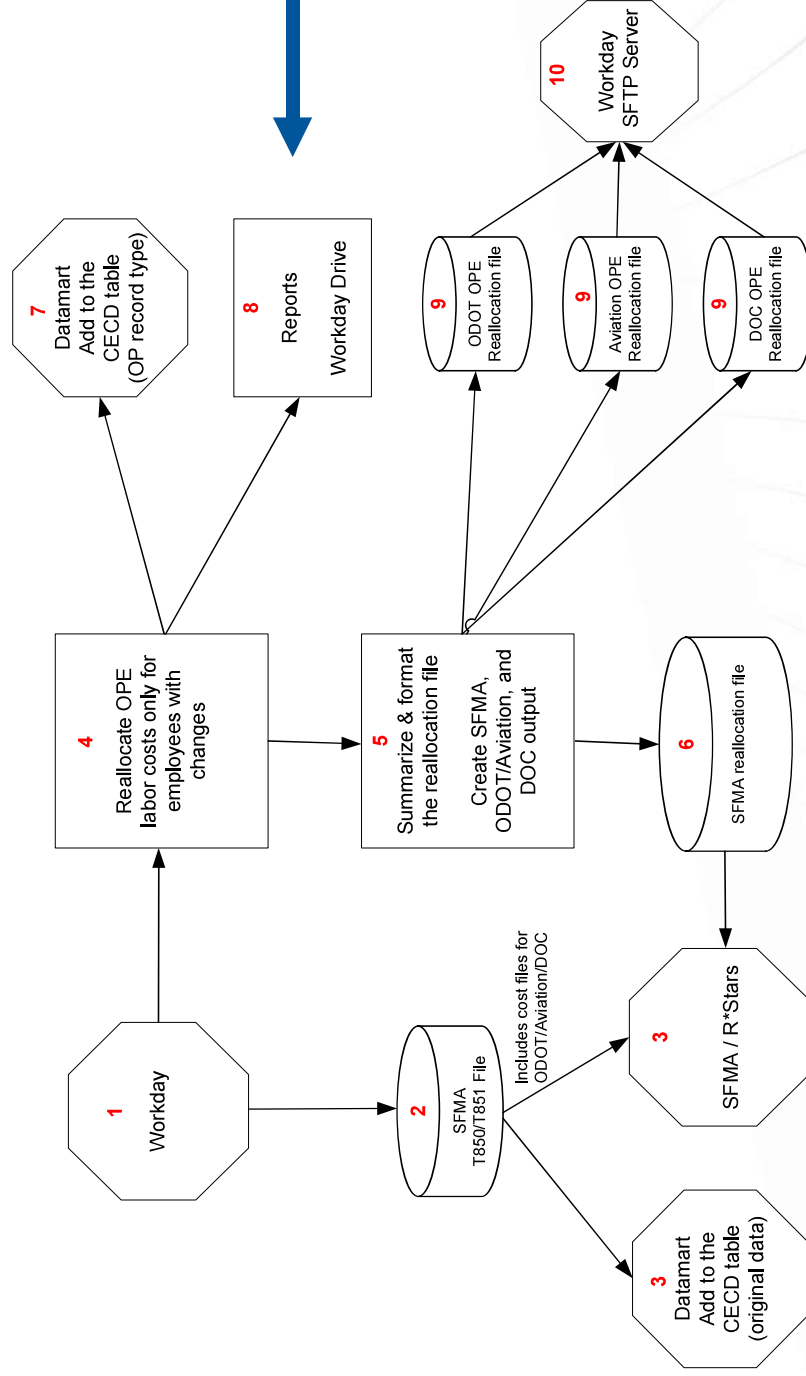 1
Workday
4
Reallocate OPE
labor costs only for
employees with
changes
7
Datamart
Add to the
CECD table
(OP record type)
8
Reports
Workday Drive
2
SFMA
T850/T851 File
Includes cost files for
ODOT/Aviation/DOC
5
Summarize & format
the reallocation file
Create SFMA,
ODOT/Aviation, and
DOC output
9
ODOT OPE
Reallocation file
9
Aviation OPE
Reallocation file
9
DOC OPE
Reallocation file
10
Workday
SFTP Server
3
Datamart
Add to the
CECD table
(original data)
3
SFMA / R*Stars
6
SFMA reallocation file